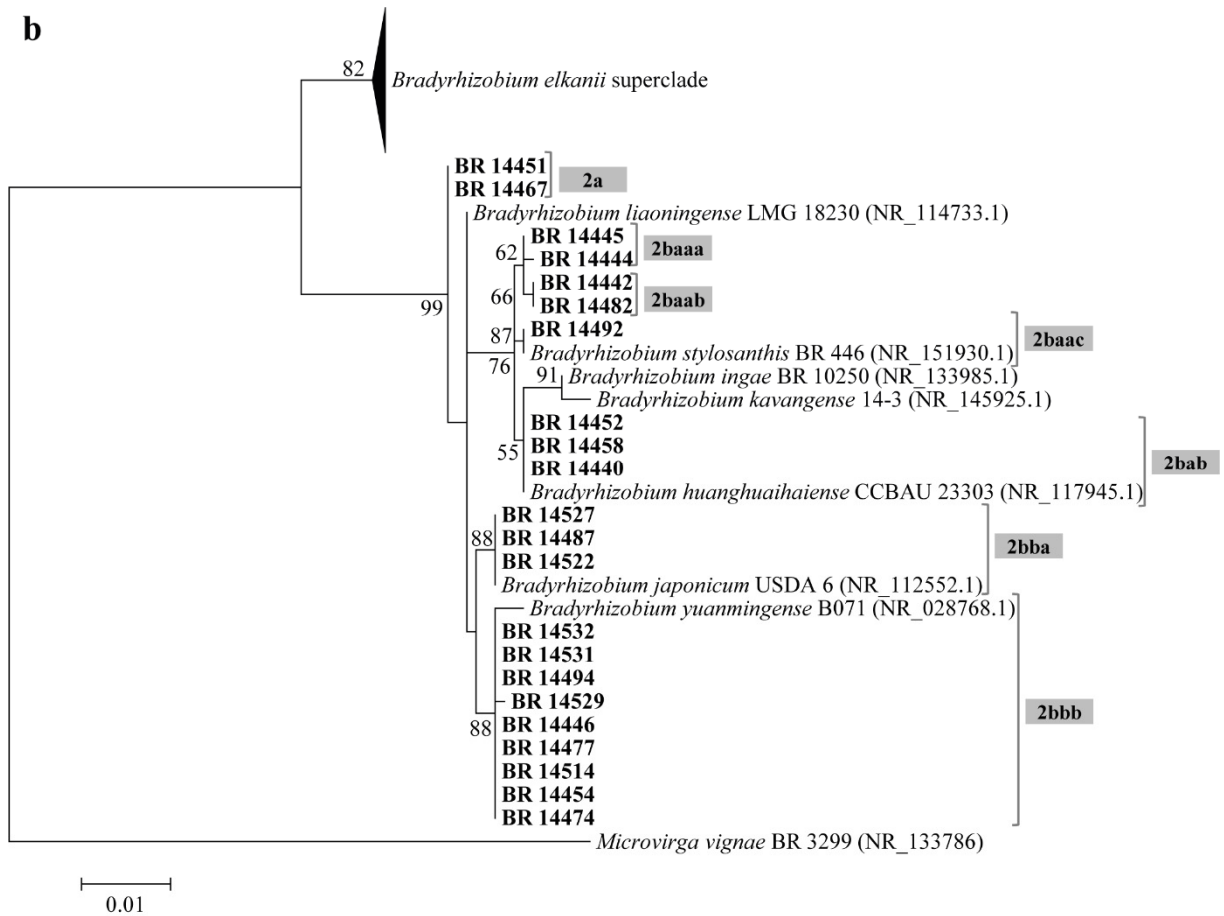 b
82
Bradyrhizobium elkanii superclade
BR 14451
BR 14467
2a
Bradyrhizobium liaoningense LMG 18230 (NR_114733.1)
99
BR 14445
62
BR 14444
2baaa
BR 14442
66
BR 14482
2baab
BR 14492
87
2baac
Bradyrhizobium stylosanthis BR 446 (NR_151930.1)
76
91
Bradyrhizobium ingae BR 10250 (NR_133985.1)
Bradyrhizobium kavangense 14-3 (NR_145925.1)
BR 14452
BR 14458
55
BR 14440
2bab
Bradyrhizobium huanghuaihaiense CCBAU 23303 (NR_117945.1)
BR 14527
88
BR 14487
BR 14522
2bba
Bradyrhizobium japonicum USDA 6 (NR_112552.1)
Bradyrhizobium yuanmingense B071 (NR_028768.1)
BR 14532
BR 14531
BR 14494
BR 14529
2bbb
88
BR 14446
BR 14477
BR 14514
BR 14454
BR 14474
Microvirga vignae BR 3299 (NR_133786)
0.01